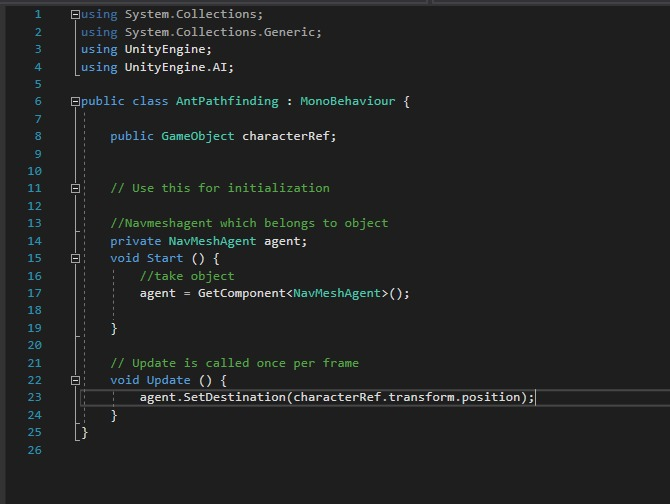 1 using System.Collections;
2 using System.Collections.Generic;
3 using UnityEngine;
4 using UnityEngine.AI;
5
6 public class AntPathfinding : MonoBehaviour {
7
8 public GameObject characterRef;
9
10
11 // Use this for initialization
12
13 //Navmeshagent which belongs to object
14 private NavMeshAgent agent;
15 void Start () {
16 //take object
17 agent = GetComponent<NavMeshAgent>();
18
19 }
20
21 // Update is called once per frame
22 void Update () {
23 agent.SetDestination(characterRef.transform.position);
24 }
25 }
26